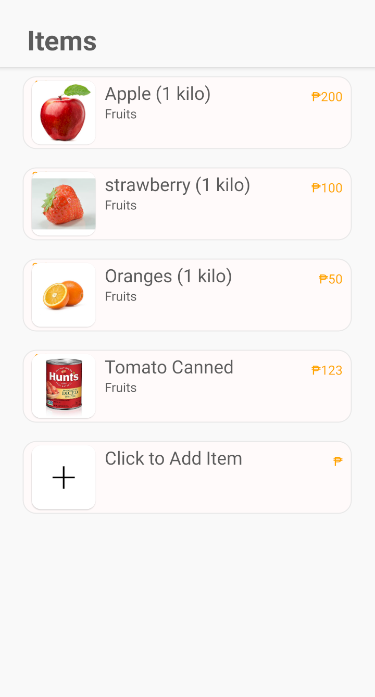 Items
Apple (1 kilo)
₱200
Fruits
strawberry (1 kilo)
₱100
Fruits
Oranges (1 kilo)
₱50
Fruits
Hunt's
Tomato Canned
₱123
Fruits
Click to Add Item
₱